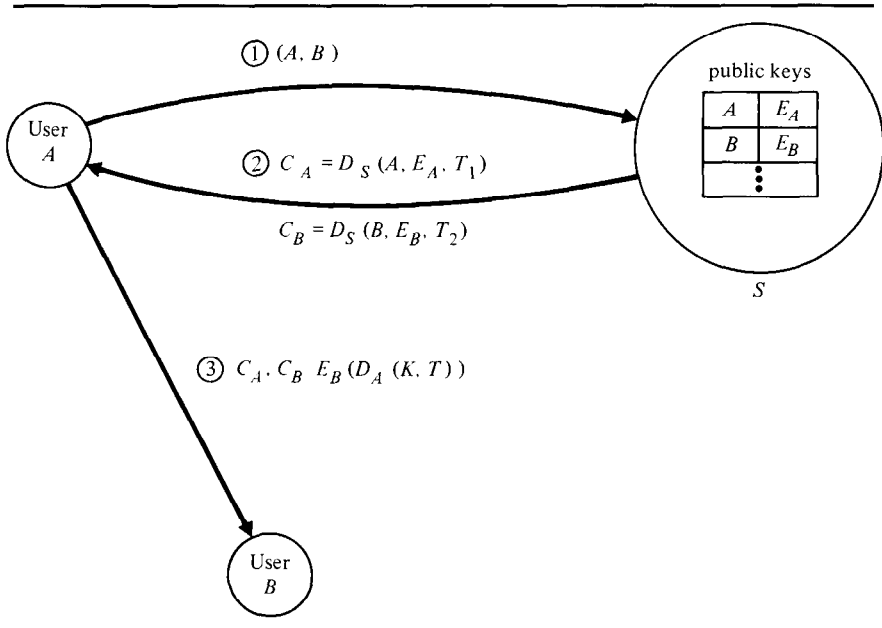 ① (A, B)
public keys
A E_A
B E_B
User
A
② C_A = D_S (A, E_A, T_1)
C_B = D_S (B, E_B, T_2)
S
③ C_A, C_B E_B (D_A (K, T))
User
B